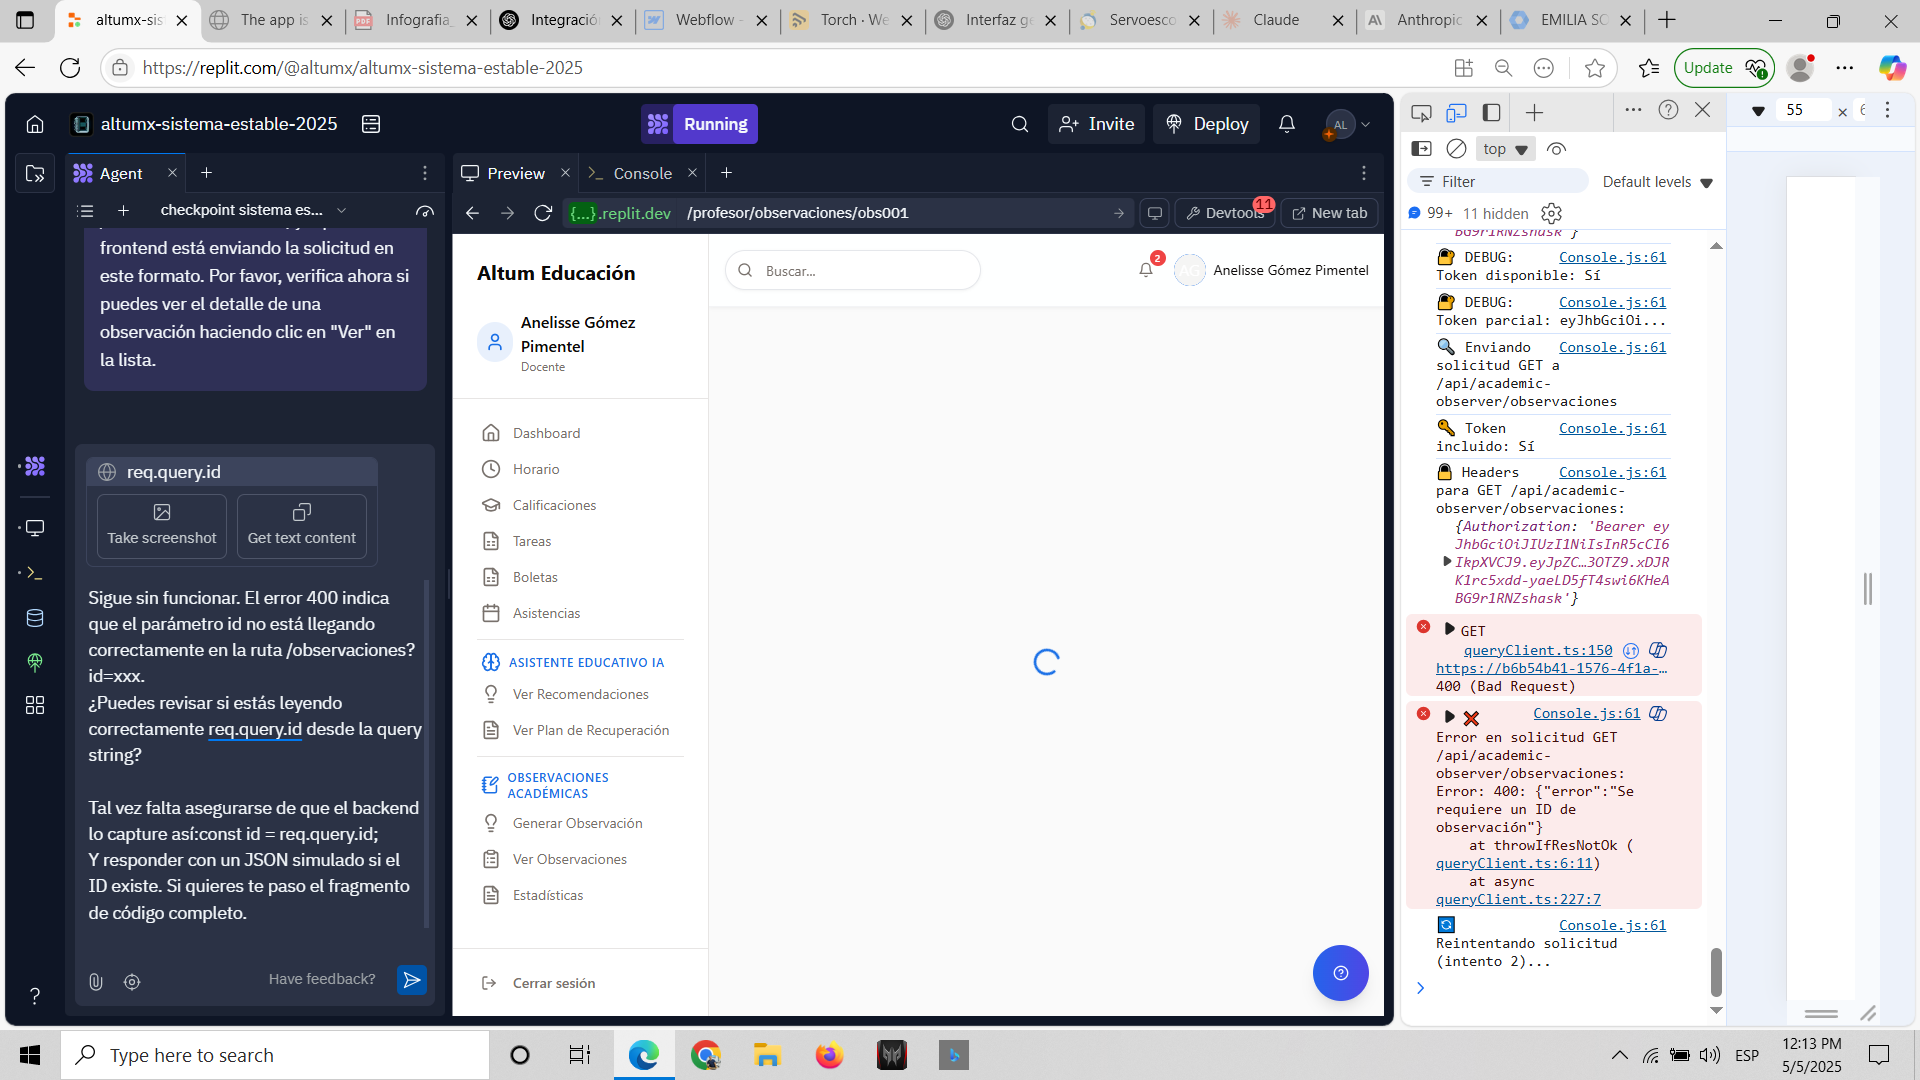 altumx-sis
The app is
Infografia_
Integración
Webflow -
Torch · We
Interfaz ge
Servoesco
Claude
Anthropic
EMILIA SC
https://replit.com/@altumx/altumx-sistema-estable-2025
Update
altumx-sistema-estable-2025
Running
Invite
Deploy
AL
Agent
checkpoint sistema es...
frontend está enviando la solicitud en
este formato. Por favor, verifica ahora si
puedes ver el detalle de una
observación haciendo clic en "Ver" en
la lista.
req.query.id
Take screenshot
Get text content
Sigue sin funcionar. El error 400 indica
que el parámetro id no está llegando
correctamente en la ruta /observaciones?
id=xxx.
¿Puedes revisar si estás leyendo
correctamente req.query.id desde la query
string?
Tal vez falta asegurarse de que el backend
lo capture así:const id = req.query.id;
Y responder con un JSON simulado si el
ID existe. Si quieres te paso el fragmento
de código completo.
Have feedback?
Preview
Console
{...}.replit.dev
/profesor/observaciones/obs001
Devtools
11
New tab
Altum Educación
Anelisse Gómez
Pimentel
Docente
Dashboard
Horario
Calificaciones
Tareas
Boletas
Asistencias
ASISTENTE EDUCATIVO IA
Ver Recomendaciones
Ver Plan de Recuperación
OBSERVACIONES
ACADÉMICAS
Generar Observación
Ver Observaciones
Estadísticas
Cerrar sesión
Buscar...
2
AG
Anelisse Gómez Pimentel
55
×
top
Filter
Default levels
99+
11 hidden
BG9r1RNZshask'}
DEBUG: Console.js:61
Token disponible: Sí
DEBUG: Console.js:61
Token parcial: eyJhbGciOi...
Enviando Console.js:61
solicitud GET a
/api/academic-
observer/observaciones
Token Console.js:61
incluido: Sí
Headers Console.js:61
para GET /api/academic-
observer/observaciones:
{Authorization: 'Bearer ey
JhbGciOiJIUzI1NiIsInR5cCI6
IkpXVCJ9.eyJpZC…3OTZ9.xDJR
K1rc5xdd-yaeLD5fT4swi6KHeA
BG9r1RNZshask'}
GET
queryClient.ts:150
https://b6b54b41-1576-4f1a-…
400 (Bad Request)
Console.js:61
Error en solicitud GET
/api/academic-
observer/observaciones:
Error: 400: {"error":"Se
requiere un ID de
observación"}
at throwIfResNotOk (
queryClient.ts:6:11)
at async
queryClient.ts:227:7
Console.js:61
Reintentando solicitud
(intento 2)...
Type here to search
ESP
12:13 PM
5/5/2025